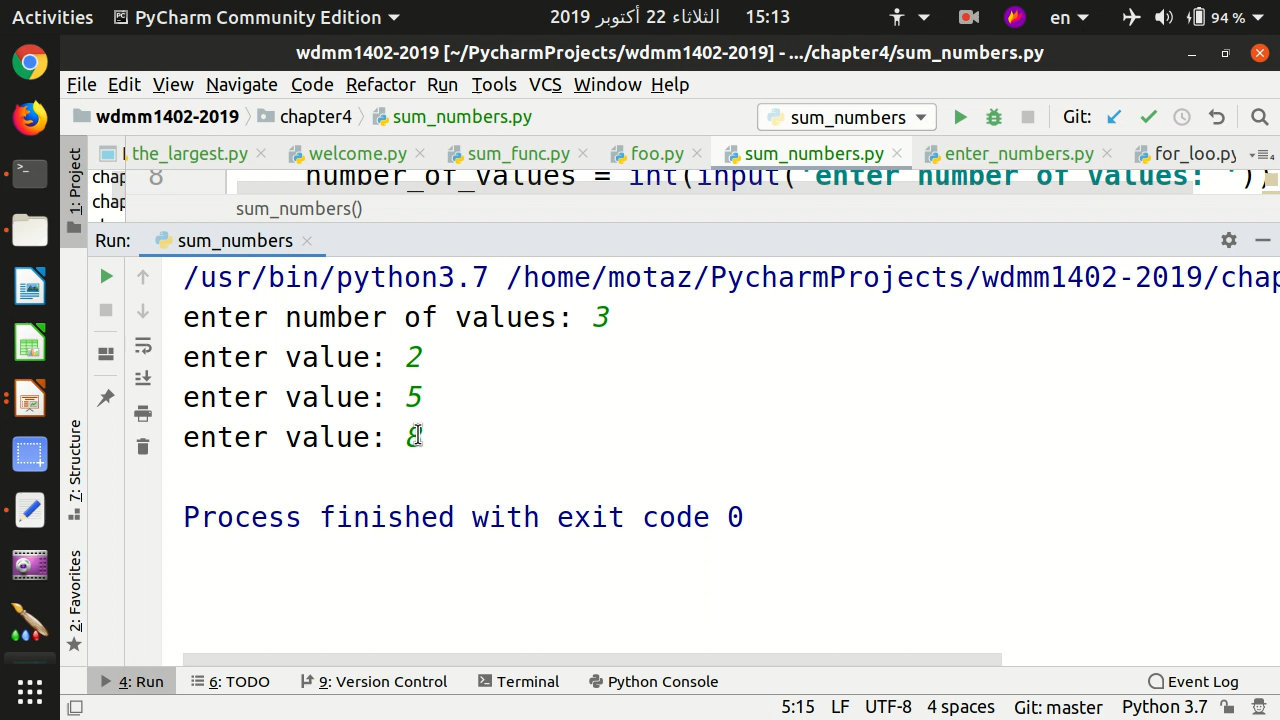 Activities PyCharm Community Edition 2019 الثلاثاء 22 أكتوبر 15:13 en 94 %
wdmm1402-2019 [~/PycharmProjects/wdmm1402-2019] - .../chapter4/sum_numbers.py
File Edit View Navigate Code Refactor Run Tools VCS Window Help
wdmm1402-2019 chapter4 sum_numbers.py sum_numbers Git:
the_largest.py welcome.py sum_func.py foo.py sum_numbers.py enter_numbers.py for_loo.py
1: Project
chap 8 number_of_values = int(input('enter number of values: '))
chap
sum_numbers()
Run: sum_numbers
/usr/bin/python3.7 /home/motaz/PycharmProjects/wdmm1402-2019/chap
enter number of values: 3
enter value: 2
enter value: 5
enter value: 8
Process finished with exit code 0
7: Structure
2: Favorites
4: Run 6: TODO 9: Version Control Terminal Python Console Event Log
5:15 LF UTF-8 4 spaces Git: master Python 3.7